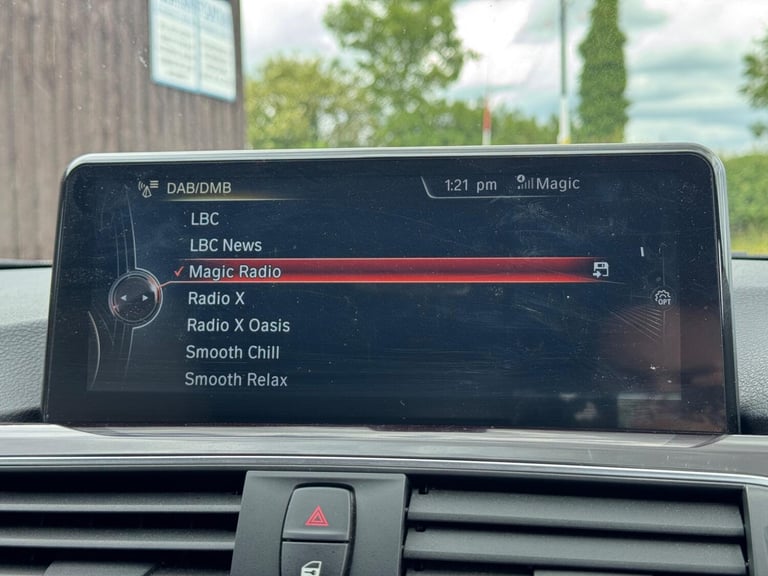 DAB/DMB
1:21 pm
Magic
LBC
LBC News
Magic Radio
Radio X
Radio X Oasis
Smooth Chill
Smooth Relax
OPT